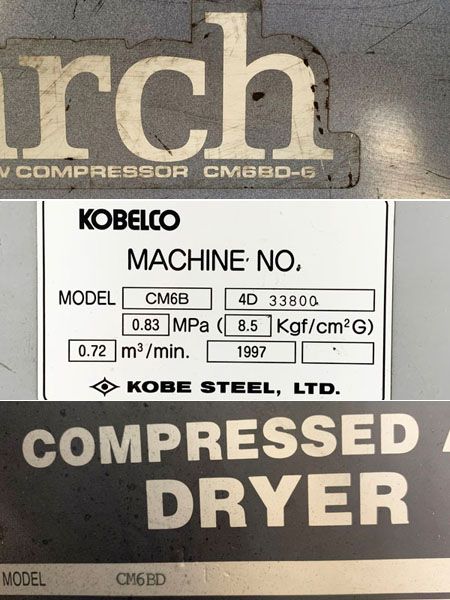 arch
W COMPRESSOR CM6BD-6
KOBELCO
MACHINE NO.
MODEL CM6B 4D 33800
0.83 MPa ( 8.5 Kgf/cm²G)
0.72 m³/min. 1997
KOBE STEEL, LTD.
COMPRESSED A
DRYER
MODEL CM6BD